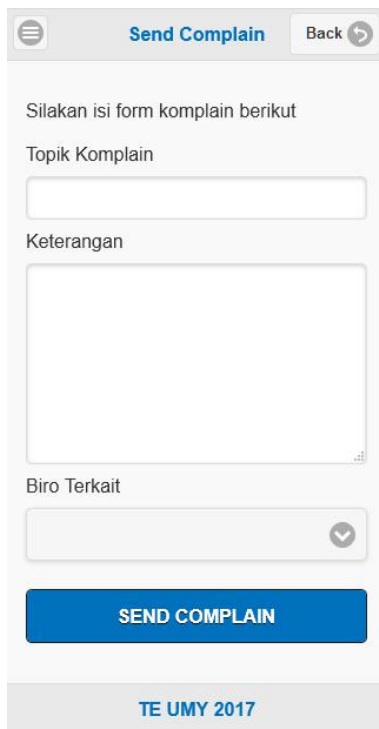 Send Complain
Back
Silakan isi form komplain berikut
Topik Komplain
Keterangan
Biro Terkait
SEND COMPLAIN
TE UMY 2017